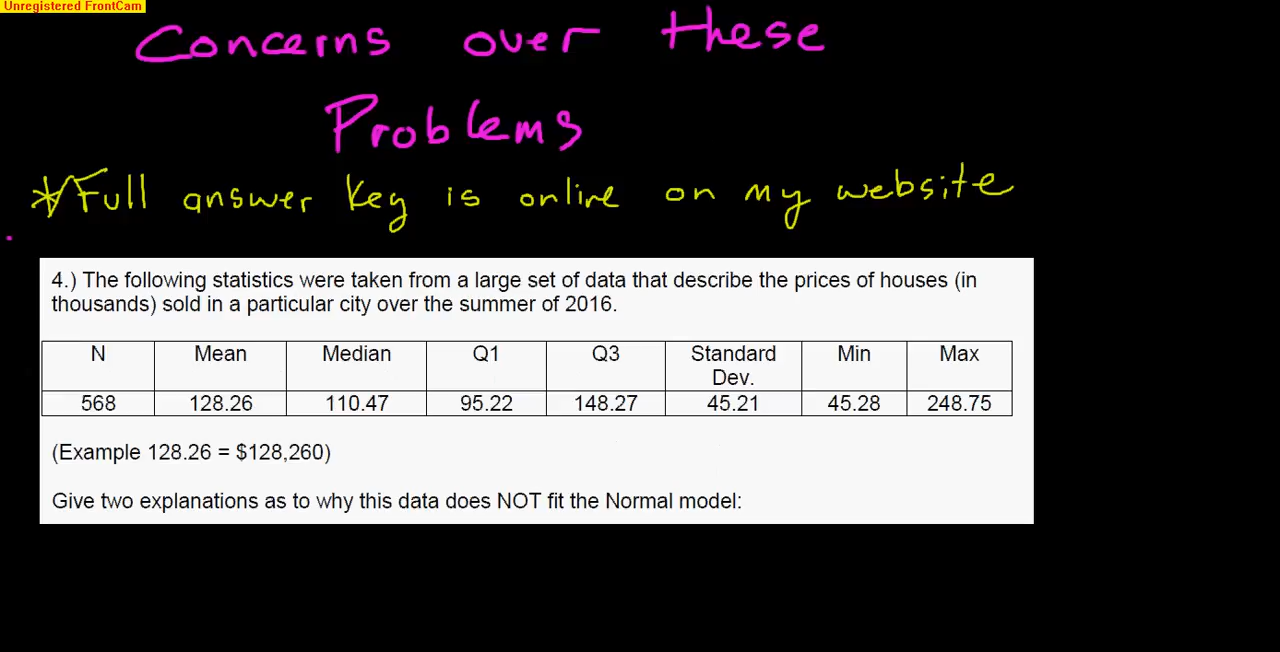 Unregistered FrontCam
Concerns over these
Problems
*Full answer key is online on my website
4.) The following statistics were taken from a large set of data that describe the prices of houses (in
thousands) sold in a particular city over the summer of 2016.
N Mean Median Q1 Q3 Standard Dev. Min Max
568 128.26 110.47 95.22 148.27 45.21 45.28 248.75
(Example 128.26 = $128,260)
Give two explanations as to why this data does NOT fit the Normal model: